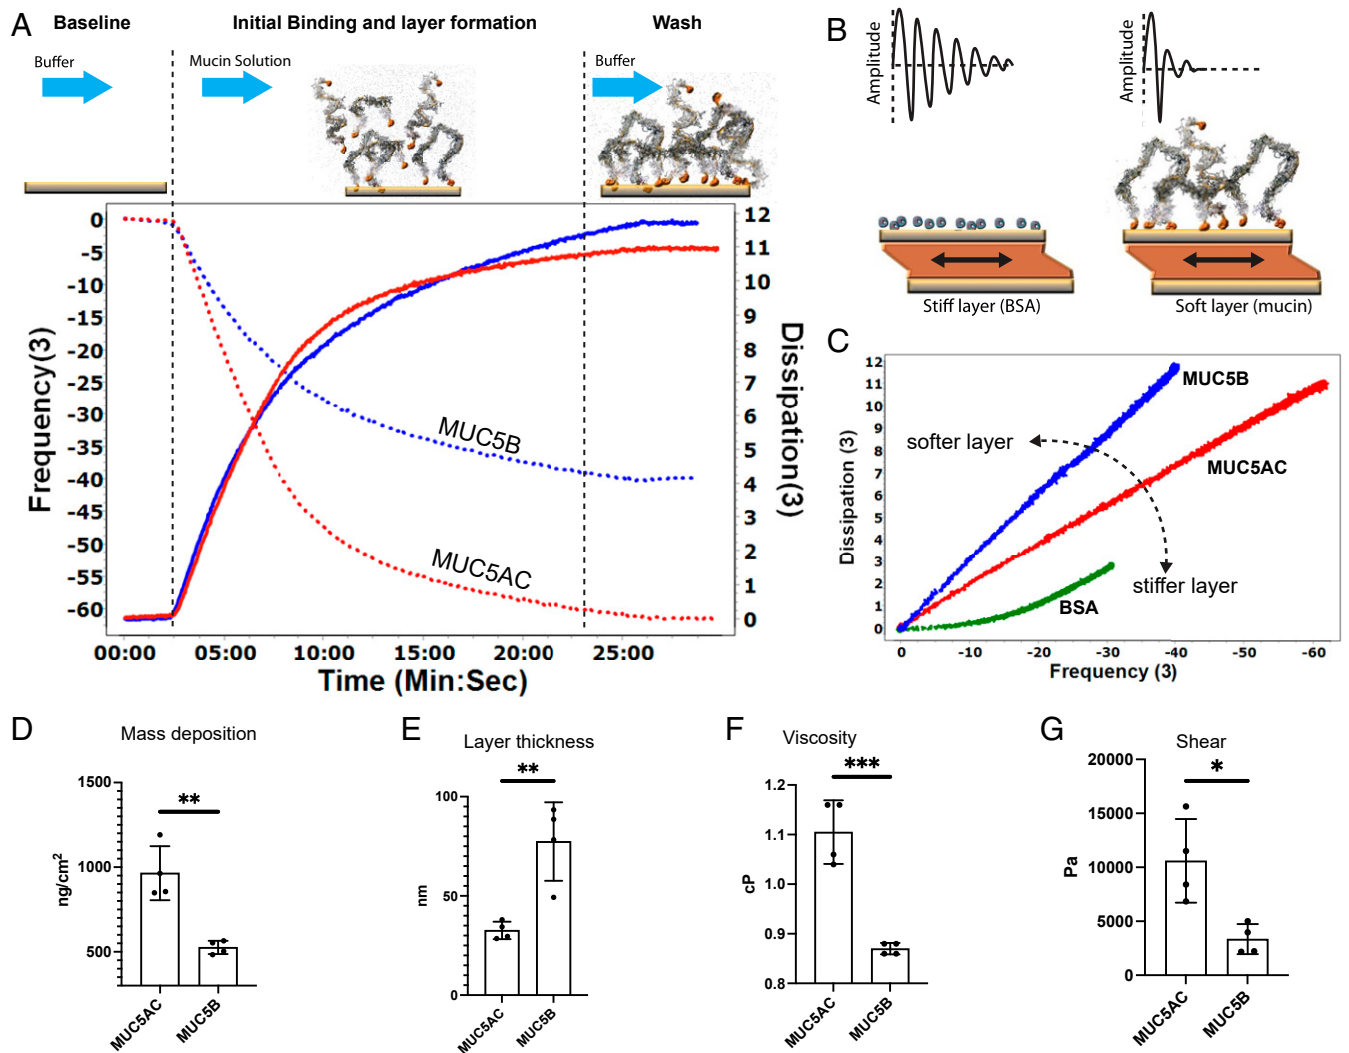 A
Baseline
Initial Binding and layer formation
Wash
Buffer
Mucin Solution
Buffer
Frequency(3)
0
-5
-10
-15
-20
-25
-30
-35
-40
-45
-50
-55
-60
12
11
10
9
8
7
6
5
4
3
2
1
0
Dissipation(3)
MUC5B
MUC5AC
00:00 05:00 10:00 15:00 20:00 25:00
Time (Min:Sec)
B
Amplitude
Amplitude
Stiff layer (BSA)
Soft layer (mucin)
C
Dissipation (3)
12
11
10
9
8
7
6
5
4
3
2
1
0
MUC5B
softer layer
MUC5AC
stiffer layer
BSA
0 -10 -20 -30 -40 -50 -60
Frequency (3)
D
Mass deposition
**
ng/cm2
1500
1000
500
MUC5AC
MUC5B
E
Layer thickness
**
nm
100
50
0
MUC5AC
MUC5B
F
Viscosity
***
cP
1.2
1.1
1.0
0.9
0.8
MUC5AC
MUC5B
G
Shear
*
Pa
20000
15000
10000
5000
0
MUC5AC
MUC5B